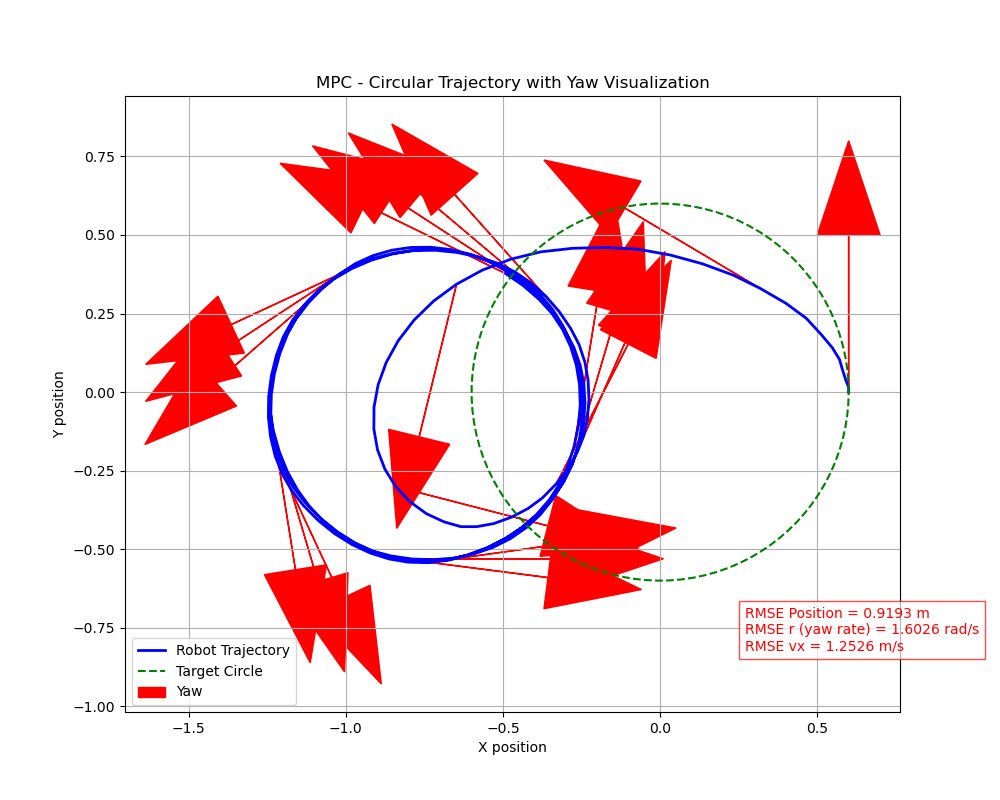 MPC - Circular Trajectory with Yaw Visualization
Y position
0.75
0.50
0.25
0.00
−0.25
−0.50
−0.75
−1.00
RMSE Position = 0.9193 m
RMSE r (yaw rate) = 1.6026 rad/s
RMSE vx = 1.2526 m/s
Robot Trajectory
Target Circle
Yaw
−1.5
−1.0
−0.5
0.0
0.5
X position